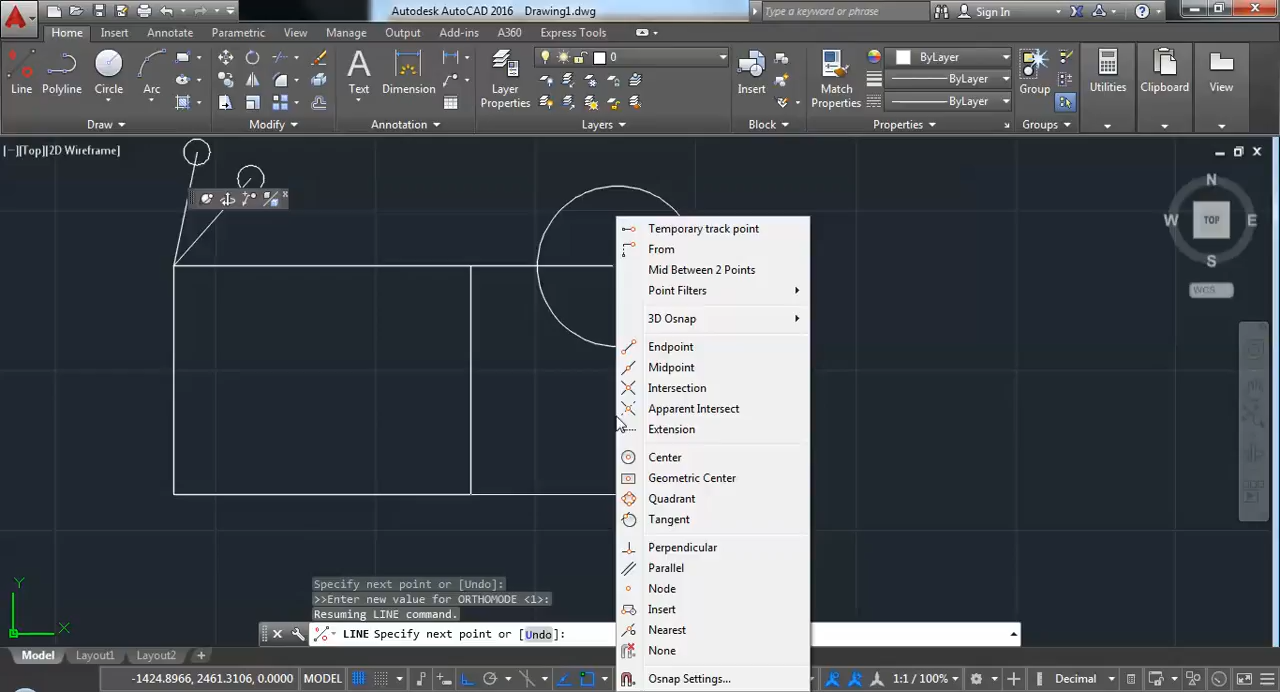 Autodesk AutoCAD 2016 Drawing1.dwg
Type a keyword or phrase
Sign In
Home Insert Annotate Parametric View Manage Output Add-ins A360 Express Tools
Line Polyline Circle Arc
Draw
Modify
Text Dimension
Annotation
Layer Properties
0
Layers
Insert
Block
Match Properties
ByLayer
ByLayer
ByLayer
Properties
Group
Groups
Utilities
Clipboard
View
[−][Top][2D Wireframe]
N
W TOP E
S
WCS
Temporary track point
From
Mid Between 2 Points
Point Filters
3D Osnap
Endpoint
Midpoint
Intersection
Apparent Intersect
Extension
Center
Geometric Center
Quadrant
Tangent
Perpendicular
Parallel
Node
Insert
Nearest
None
Osnap Settings...
Y
X
Specify next point or [Undo]:
>>Enter new value for ORTHOMODE <1>:
Resuming LINE command.
LINE Specify next point or [Undo]:
Model Layout1 Layout2 +
-1424.8966, 2461.3106, 0.0000 MODEL 1:1 / 100% Decimal